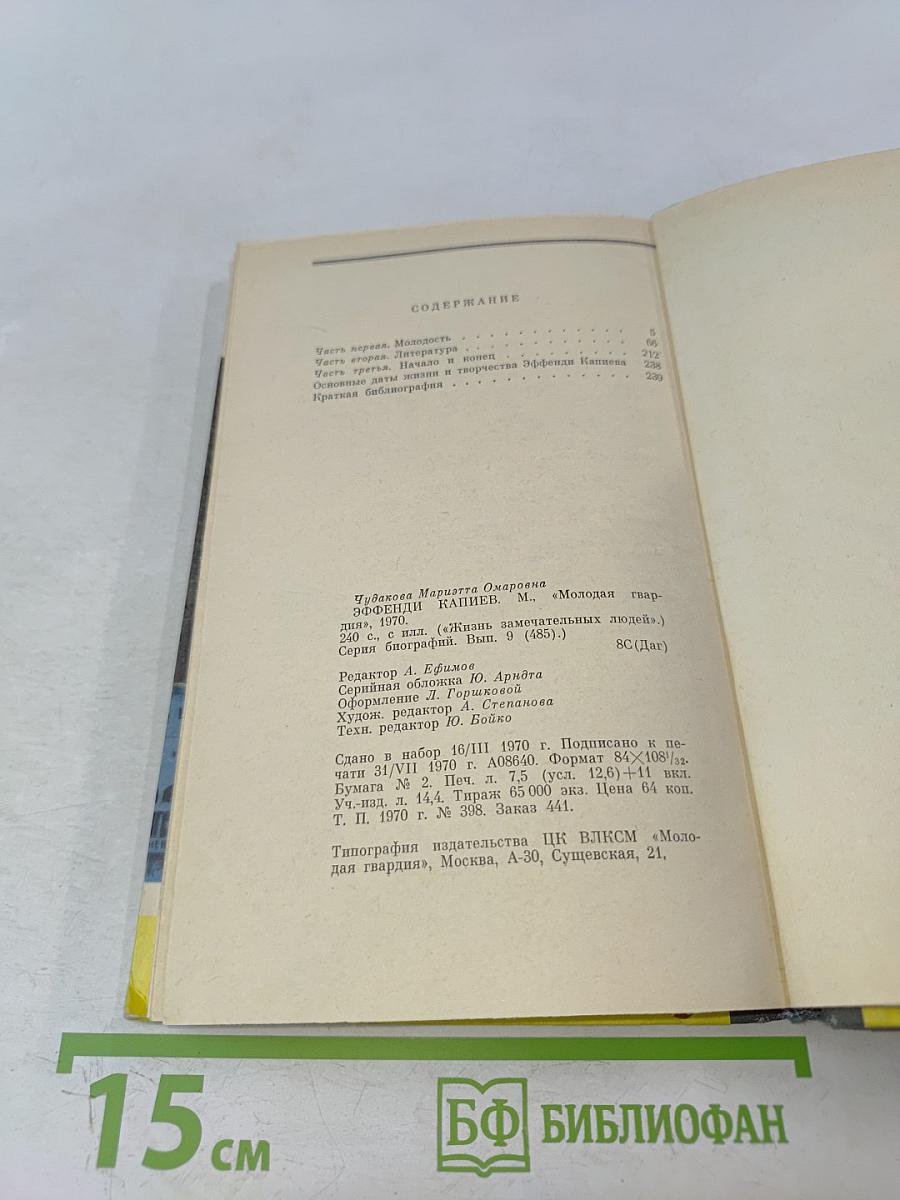 СОДЕРЖАНИЕ
Часть первая. Молодость . . . . . . . . . . . . 5
Часть вторая. Литература . . . . . . . . . . . . 66
Часть третья. Начало и конец . . . . . . . . . 212
Основные даты жизни и творчества Эффенди Капиева 238
Краткая библиография . . . . . . . . . . . . . 239
Чудакова Мариэтта Омаровна
ЭФФЕНДИ КАПИЕВ. М., «Молодая гвар-
дия», 1970.
240 с., с илл. («Жизнь замечательных людей».)
Серия биографий. Вып. 9 (485).)
8С(Даг)
Редактор А. Ефимов
Серийная обложка Ю. Арндта
Оформление Л. Горшковой
Худож. редактор А. Степанова
Техн. редактор Ю. Бойко
Сдано в набор 16/III 1970 г. Подписано к пе-
чати 31/VII 1970 г. А08640. Формат 84×108¹/₃₂.
Бумага № 2. Печ. л. 7,5 (усл. 12,6)+11 вкл.
Уч.-изд. л. 14,4. Тираж 65 000 экз. Цена 64 коп.
Т. П. 1970 г. № 398. Заказ 441.
Типография издательства ЦК ВЛКСМ «Моло-
дая гвардия», Москва, А-30, Сущевская, 21.
15 см
БФ БИБЛИОФАН